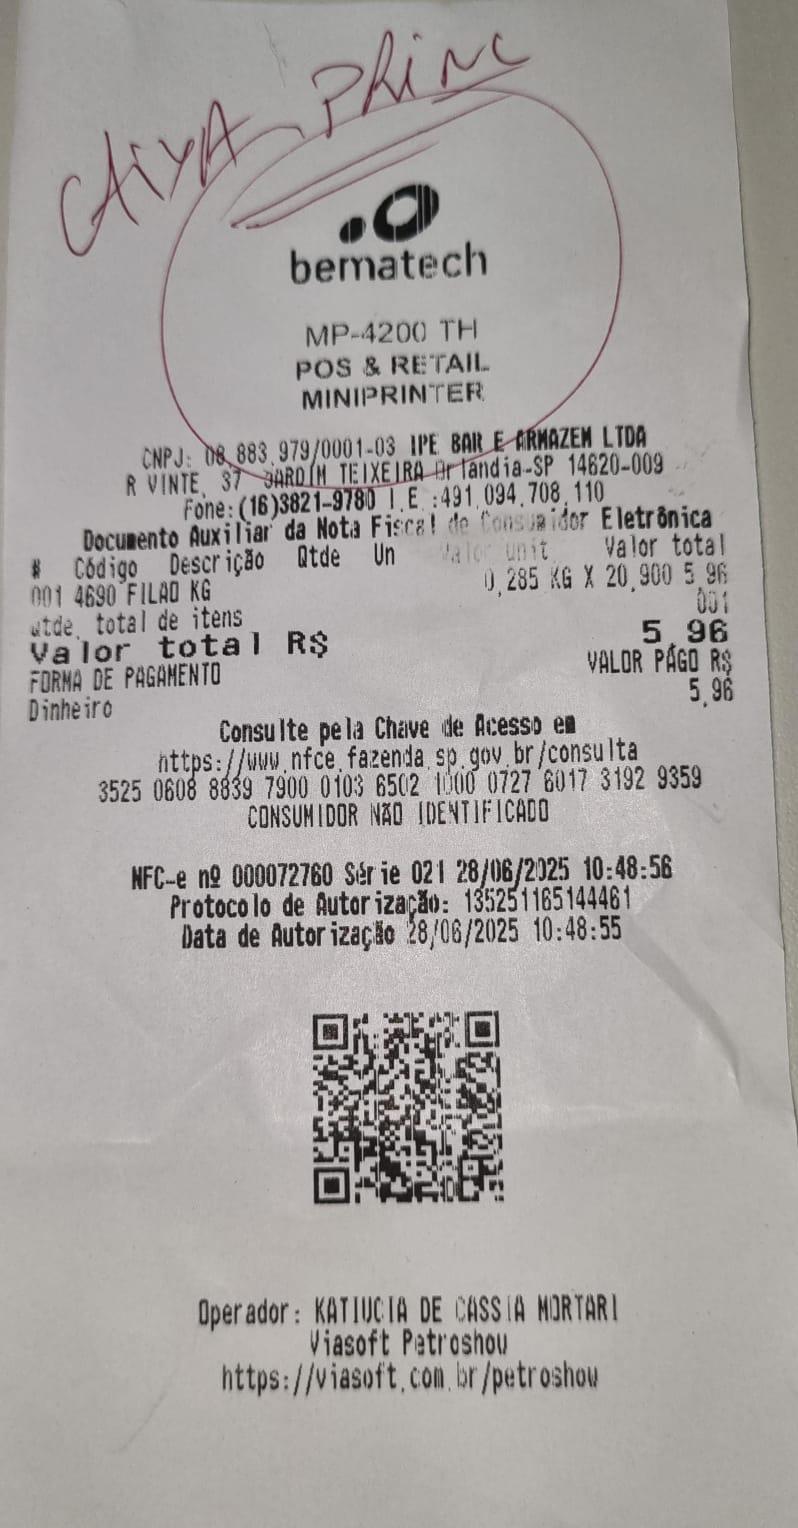 CAIXA PRINC
bematech
MP-4200 TH
POS & RETAIL
MINIPRINTER
CNPJ: 08.883.979/0001-03 IPE BAR E ARMAZEM LTDA
R VINTE, 37 JARDIM TEIXEIRA Orlandia-SP 14620-009
Fone:(16)3821-9780 I.E.:491.094.708.110
Documento Auxiliar da Nota Fiscal de Consumidor Eletrônica
# Código Descrição Qtde Un Valor unit. Valor total
001 4690 FILAO KG
0,285 KG X 20,900 5,96
Qtde. total de itens 001
Valor total R$ 5,96
FORMA DE PAGAMENTO VALOR PAGO R$
Dinheiro 5,96
Consulte pela Chave de Acesso em
https://www.nfce.fazenda.sp.gov.br/consulta
3525 0608 8839 7900 0103 6502 1000 0727 6017 3192 9359
CONSUMIDOR NÃO IDENTIFICADO
NFC-e nº 000072760 Série 021 28/06/2025 10:48:56
Protocolo de Autorização: 135251165144461
Data de Autorização 28/06/2025 10:48:55
Operador: KATIUCIA DE CASSIA MORTARI
Viasoft Petroshow
https://viasoft.com.br/petroshow